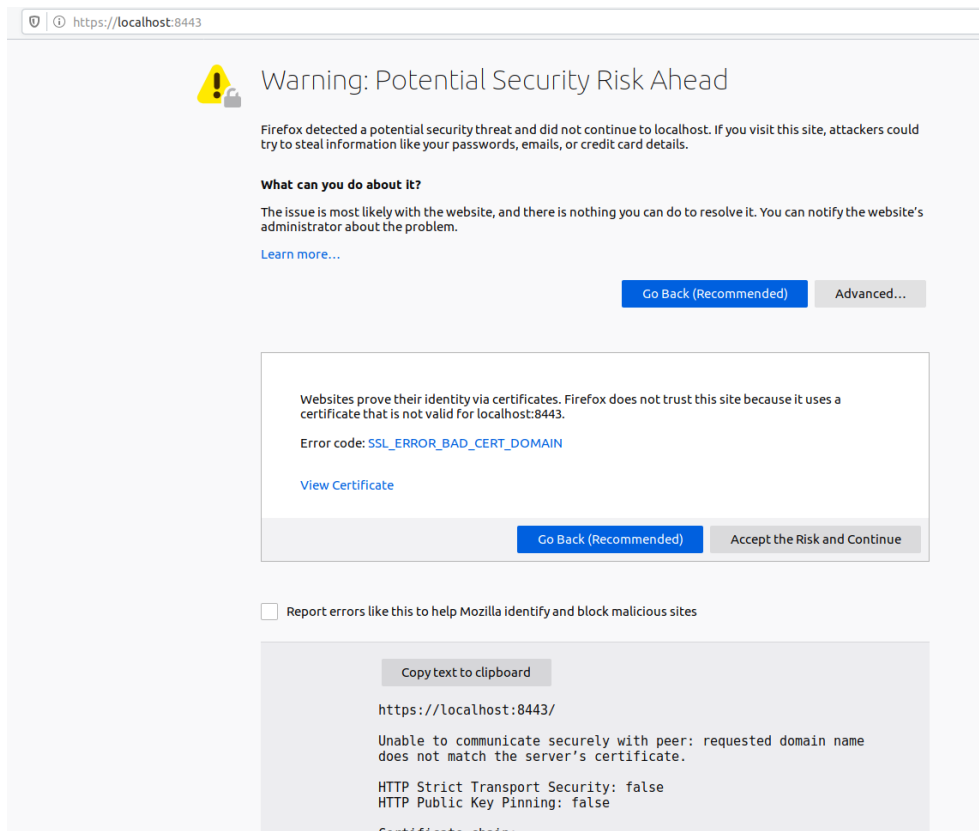 https://localhost:8443
Warning: Potential Security Risk Ahead
Firefox detected a potential security threat and did not continue to localhost. If you visit this site, attackers could
try to steal information like your passwords, emails, or credit card details.
What can you do about it?
The issue is most likely with the website, and there is nothing you can do to resolve it. You can notify the website’s
administrator about the problem.
Learn more…
Go Back (Recommended)
Advanced…
Websites prove their identity via certificates. Firefox does not trust this site because it uses a
certificate that is not valid for localhost:8443.
Error code: SSL_ERROR_BAD_CERT_DOMAIN
View Certificate
Go Back (Recommended)
Accept the Risk and Continue
Report errors like this to help Mozilla identify and block malicious sites
Copy text to clipboard
https://localhost:8443/
Unable to communicate securely with peer: requested domain name
does not match the server’s certificate.
HTTP Strict Transport Security: false
HTTP Public Key Pinning: false
Certificate chain: